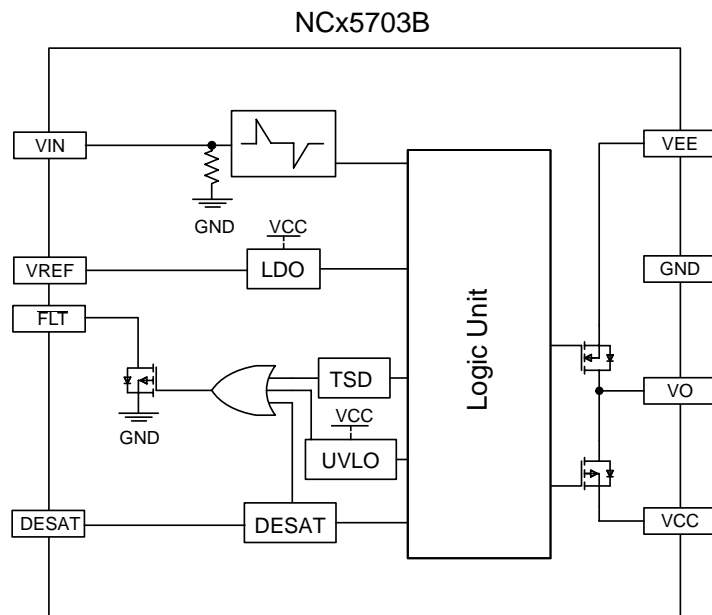 NCx5703B
VIN
GND
VEE
VREF
VCC
LDO
GND
FLT
Logic Unit
TSD
GND
VCC
UVLO
VO
DESAT
DESAT
VCC